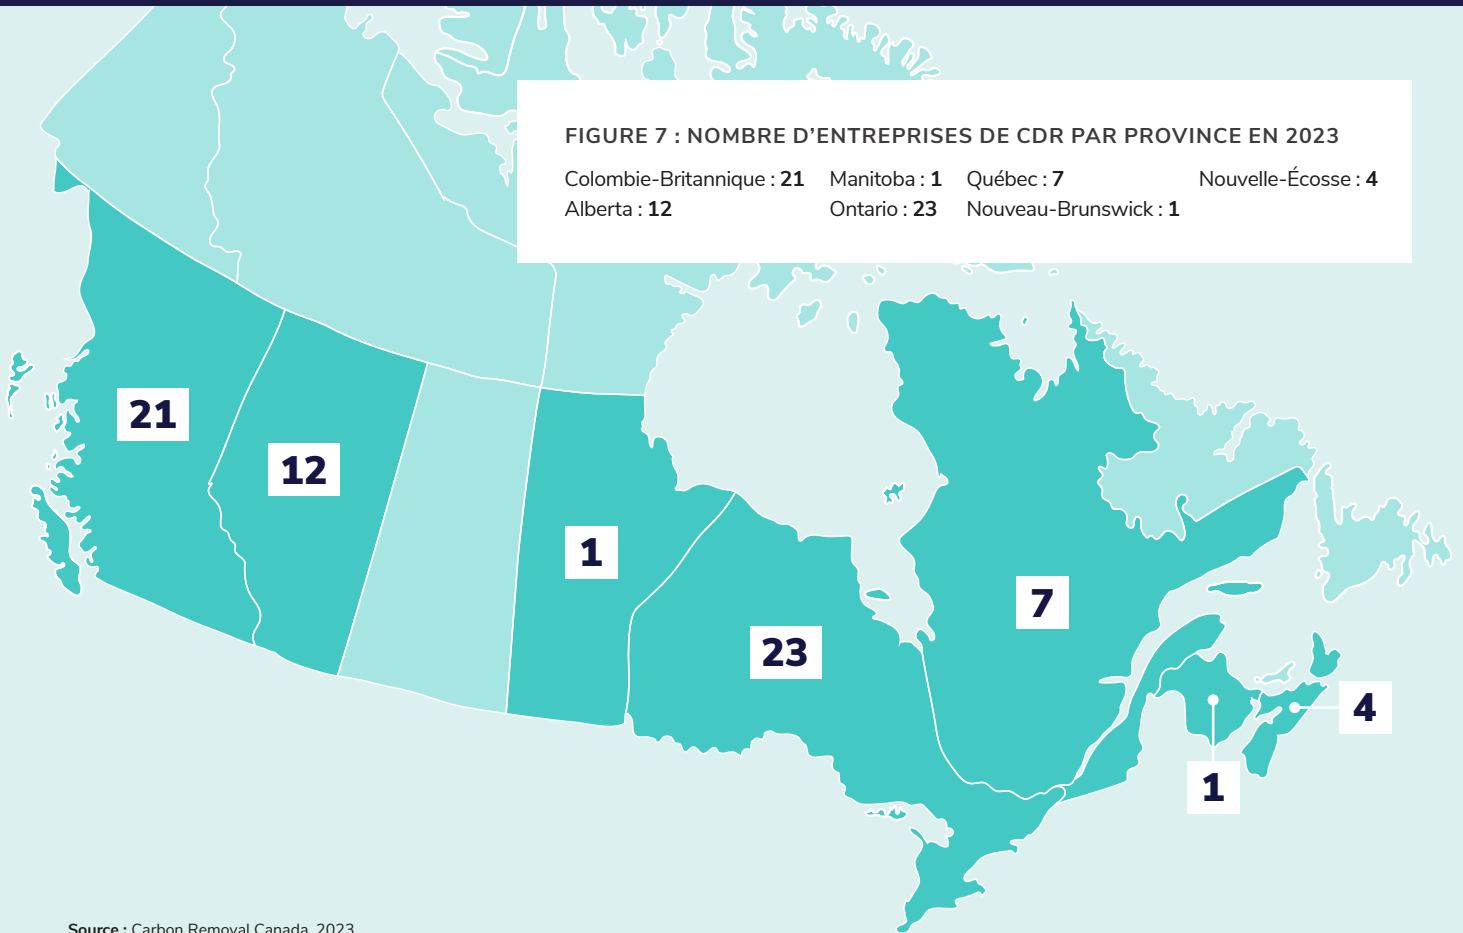 FIGURE 7 : NOMBRE D’ENTREPRISES DE CDR PAR PROVINCE EN 2023
Colombie-Britannique : 21 Manitoba : 1 Québec : 7 Nouvelle-Écosse : 4
Alberta : 12 Ontario : 23 Nouveau-Brunswick : 1
21
12
1
23
7
4
1
Source : Carbon Removal Canada, 2023